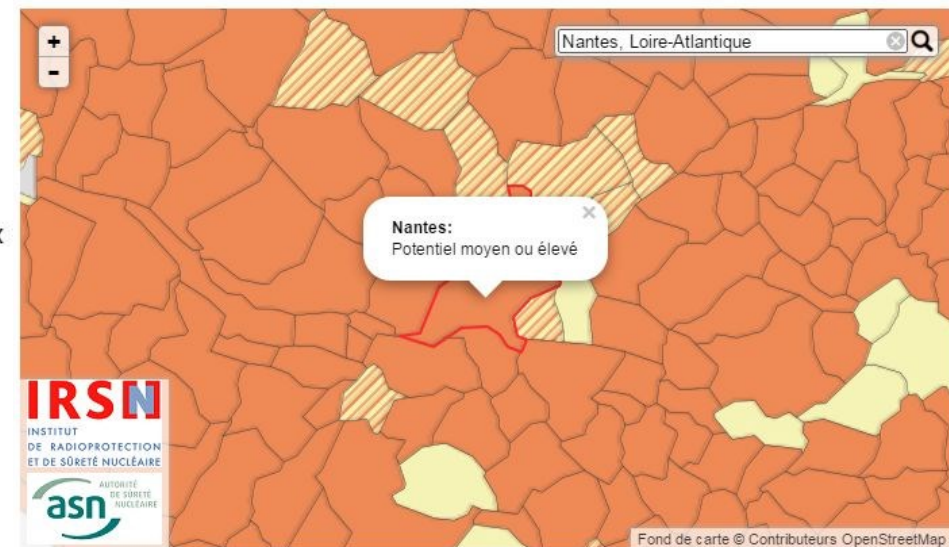 +
-
Nantes, Loire-Atlantique
Nantes:
Potentiel moyen ou élevé
x
IRSN
INSTITUT
DE RADIOPROTECTION
ET DE SÛRETÉ NUCLÉAIRE
asn
AUTORITÉ
DE SÛRETÉ
NUCLÉAIRE
Fond de carte © Contributeurs OpenStreetMap